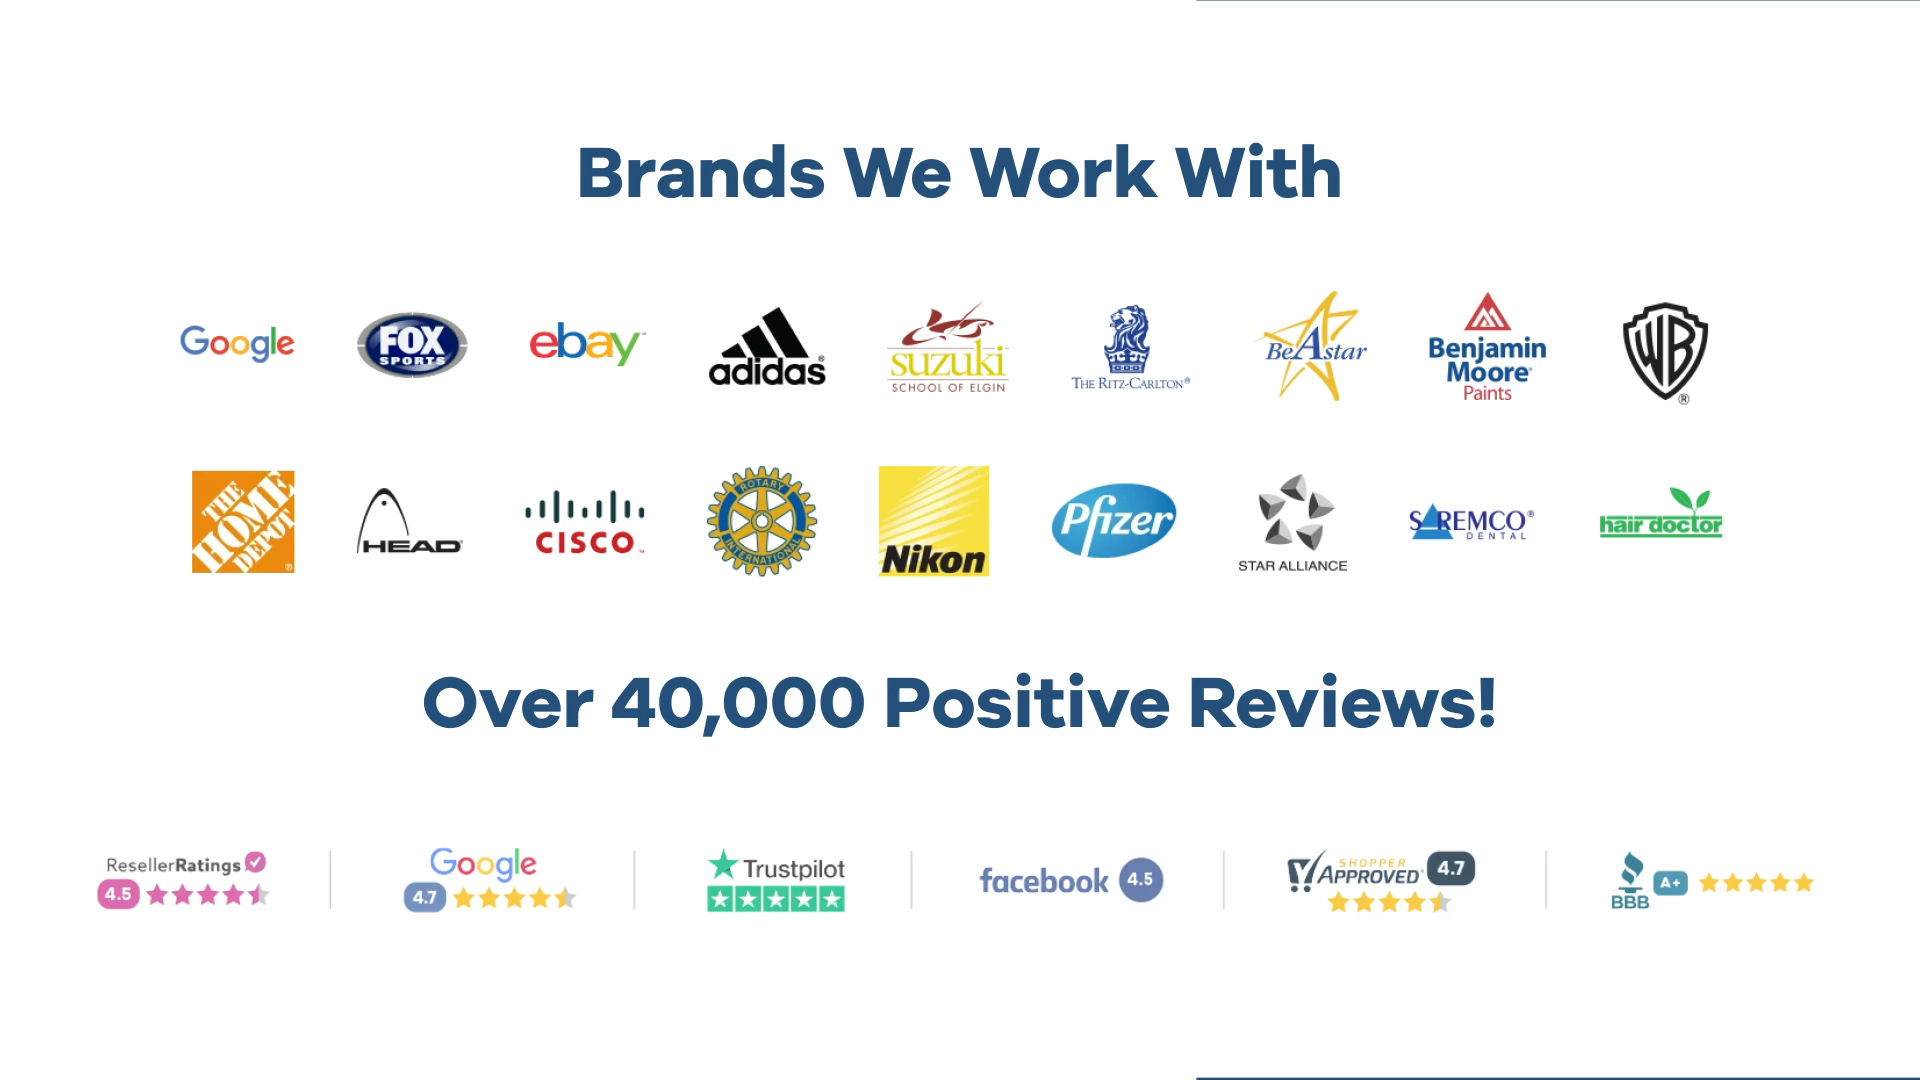 Brands We Work With
Google
FOX
SPORTS
ebay™
adidas®
suzuki
SCHOOL OF ELGIN
THE RITZ-CARLTON®
BeAstar
Benjamin
Moore®
Paints
WB®
THE
HOME
DEPOT®
HEAD®
CISCO™
ROTARY
INTERNATIONAL
Nikon
Pfizer
STAR ALLIANCE
SAREMCO®
DENTAL
hair doctor
Over 40,000 Positive Reviews!
ResellerRatings
4.5
Google
4.7
Trustpilot
facebook 4.5
SHOPPER
APPROVED® 4.7
BBB A+